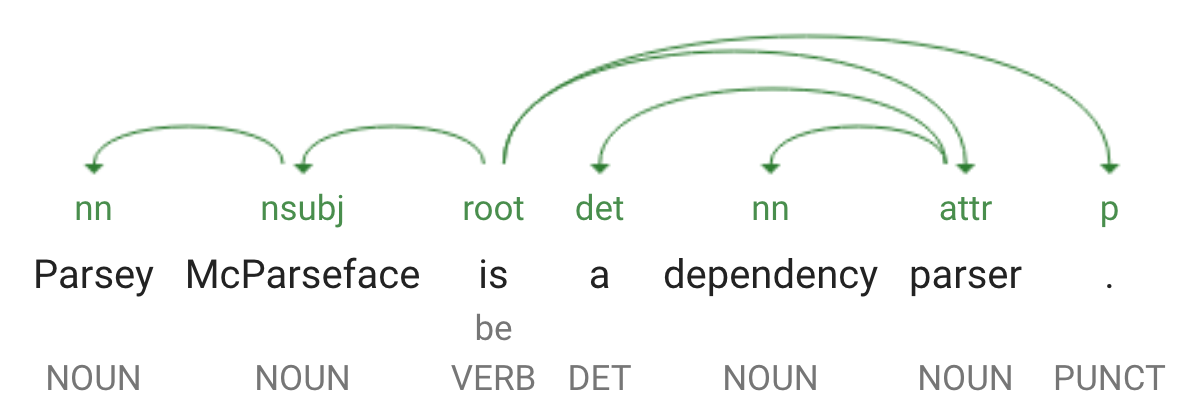 nn nsubj root det nn attr p
Parsey McParseface is a dependency parser .
be
NOUN NOUN VERB DET NOUN NOUN PUNCT